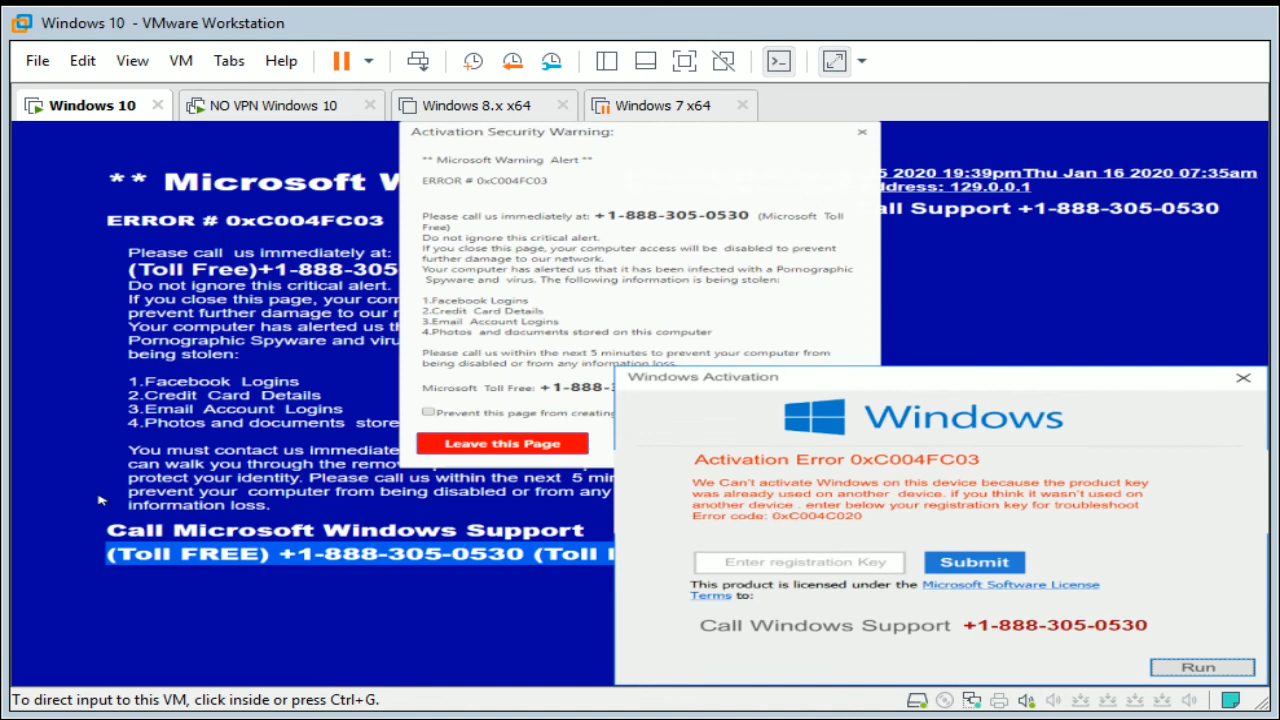 Windows 10 - VMware Workstation
File Edit View VM Tabs Help
Windows 10 NO VPN Windows 10 Windows 8.x x64 Windows 7 x64
** Microsoft W
ERROR # 0xC004FC03
Please call us immediately at:
(Toll Free)+1-888-305
Do not ignore this critical alert.
If you close this page, your com
prevent further damage to our n
Your computer has alerted us th
Pornographic Spyware and viru
being stolen:
1.Facebook Logins
2.Credit Card Details
3.Email Account Logins
4.Photos and documents store
You must contact us immediate
can walk you through the remov
protect your identity. Please call us within the next 5 min
prevent your computer from being disabled or from any
information loss.
Call Microsoft Windows Support
(Toll FREE) +1-888-305-0530 (Toll
5 2020 19:39pmThu Jan 16 2020 07:35am
ddress: 129.0.0.1
all Support +1-888-305-0530
Activation Security Warning:
** Microsoft Warning Alert **
ERROR # 0xC004FC03
Please call us immediately at: +1-888-305-0530 (Microsoft Toll
Free)
Do not ignore this critical alert.
If you close this page, your computer access will be disabled to prevent
further damage to our network.
Your computer has alerted us that it has been infected with a Pornographic
Spyware and virus. The following information is being stolen:
1.Facebook Logins
2.Credit Card Details
3.Email Account Logins
4.Photos and documents stored on this computer
Please call us within the next 5 minutes to prevent your computer from
being disabled or from any information loss.
Microsoft Toll Free: +1-888-
Prevent this page from creating
Leave this Page
Windows Activation
Windows
Activation Error 0xC004FC03
We Can't activate Windows on this device because the product key
was already used on another device. if you think it wasn't used on
another device , enter below your registration key for troubleshoot
Error code: 0xC004C020
Enter registration Key Submit
This product is licensed under the Microsoft Software License
Terms to:
Call Windows Support +1-888-305-0530
Run
To direct input to this VM, click inside or press Ctrl+G.